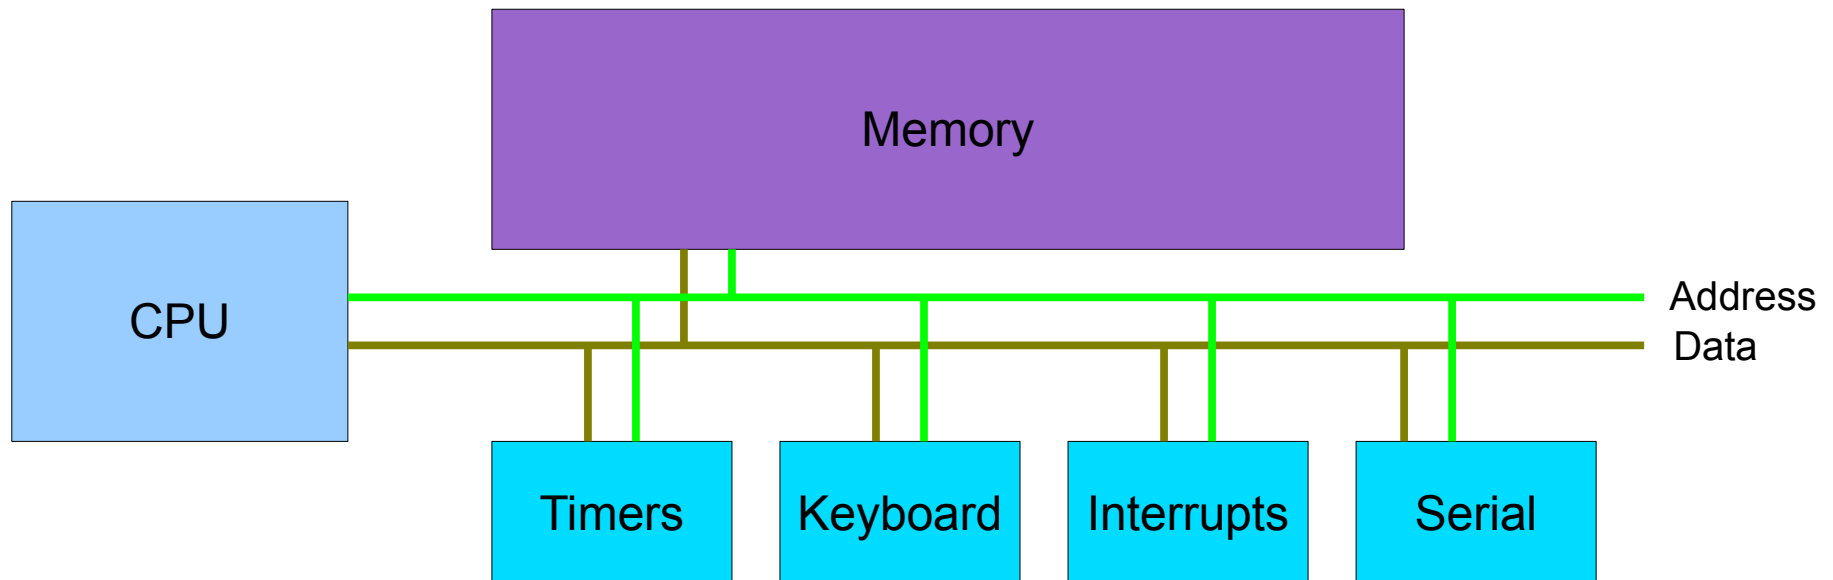 Memory
CPU
Address
Data
Timers
Keyboard
Interrupts
Serial